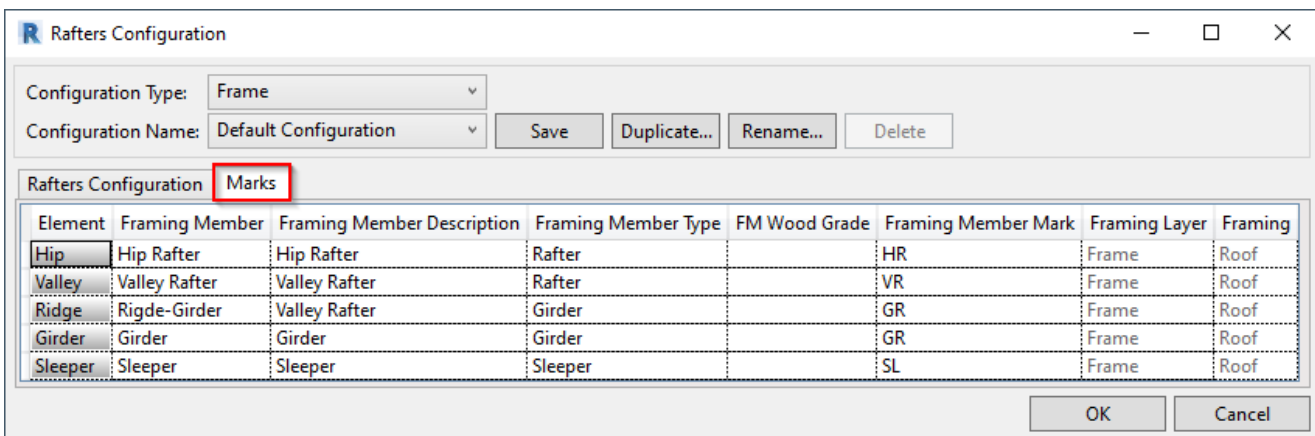 R Rafters Configuration
Configuration Type: Frame
Configuration Name: Default Configuration Save Duplicate... Rename... Delete
Rafters Configuration Marks
Element Framing Member Framing Member Description Framing Member Type FM Wood Grade Framing Member Mark Framing Layer Framing
Hip Hip Rafter Hip Rafter Rafter HR Frame Roof
Valley Valley Rafter Valley Rafter Rafter VR Frame Roof
Ridge Rigde-Girder Valley Rafter Girder GR Frame Roof
Girder Girder Girder Girder GR Frame Roof
Sleeper Sleeper Sleeper Sleeper SL Frame Roof
OK Cancel